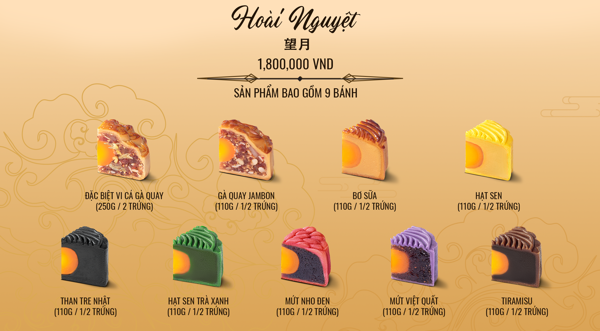 Hoài Nguyệt
望月
1,800,000 VND
SẢN PHẨM BAO GỒM 9 BÁNH
ĐẶC BIỆT VI CÁ GÀ QUAY
(250G / 2 TRỨNG)
GÀ QUAY JAMBON
(110G / 1/2 TRỨNG)
BƠ SỮA
(110G / 1/2 TRỨNG)
HẠT SEN
(110G / 1/2 TRỨNG)
THAN TRE NHẬT
(110G / 1/2 TRỨNG)
HẠT SEN TRÀ XANH
(110G / 1/2 TRỨNG)
MỨT NHO ĐEN
(110G / 1/2 TRỨNG)
MỨT VIỆT QUẤT
(110G / 1/2 TRỨNG)
TIRAMISU
(110G / 1/2 TRỨNG)